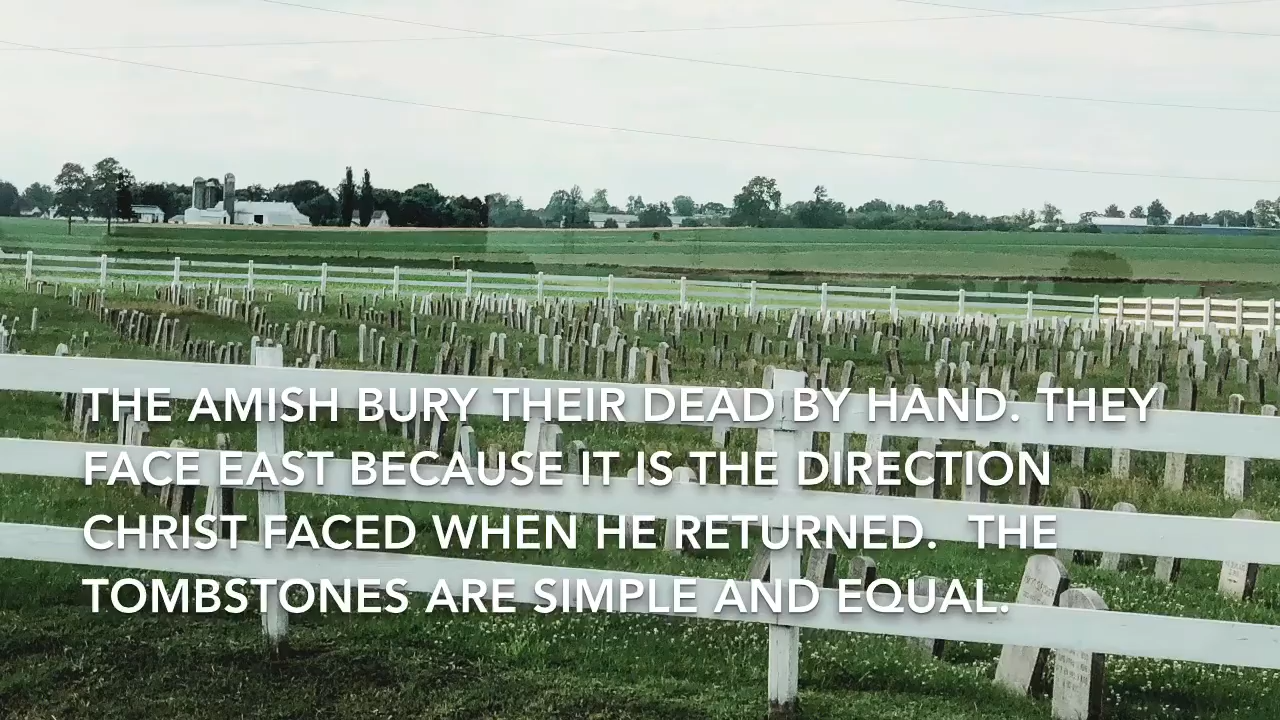 THE AMISH BURY THEIR DEAD BY HAND. THEY
FACE EAST BECAUSE IT IS THE DIRECTION
CHRIST FACED WHEN HE RETURNED. THE
TOMBSTONES ARE SIMPLE AND EQUAL.